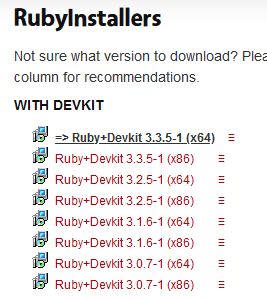 RubyInstallers
Not sure what version to download? Plea
column for recommendations.
WITH DEVKIT
=> Ruby+Devkit 3.3.5-1 (x64)
Ruby+Devkit 3.3.5-1 (x86)
Ruby+Devkit 3.2.5-1 (x64)
Ruby+Devkit 3.2.5-1 (x86)
Ruby+Devkit 3.1.6-1 (x64)
Ruby+Devkit 3.1.6-1 (x86)
Ruby+Devkit 3.0.7-1 (x64)
Ruby+Devkit 3.0.7-1 (x86)